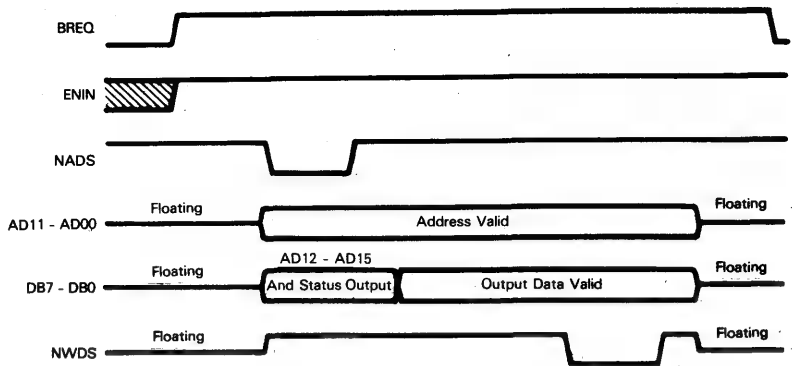 BREQ
ENIN
NADS
AD11 - AD00
Floating
Address Valid
Floating
AD12 - AD15
DB7 - DB0
Floating
And Status Output
Output Data Valid
Floating
NWDS
Floating
Floating